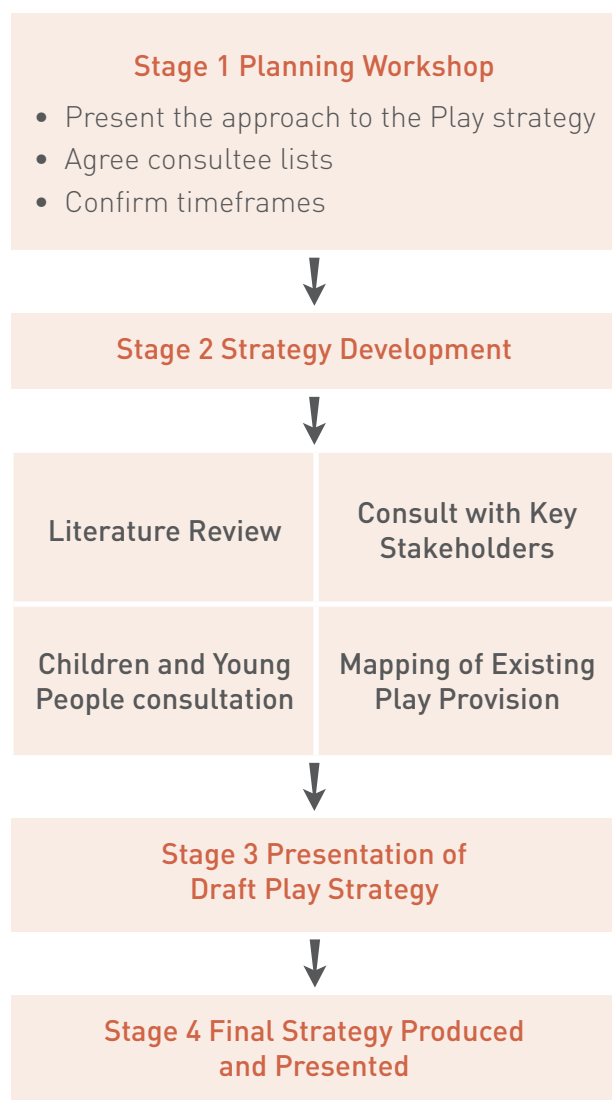 Stage 1 Planning Workshop
• Present the approach to the Play strategy
• Agree consultee lists
• Confirm timeframes
Stage 2 Strategy Development
Literature Review
Consult with Key
Stakeholders
Children and Young
People consultation
Mapping of Existing
Play Provision
Stage 3 Presentation of
Draft Play Strategy
Stage 4 Final Strategy Produced
and Presented